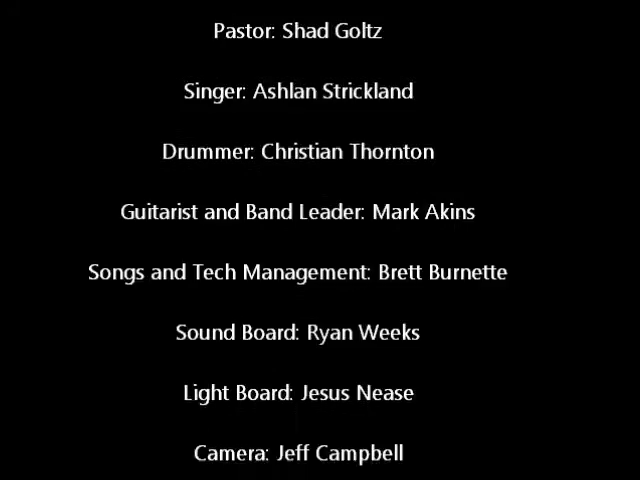 Pastor: Shad Goltz
Singer: Ashlan Strickland
Drummer: Christian Thornton
Guitarist and Band Leader: Mark Akins
Songs and Tech Management: Brett Burnette
Sound Board: Ryan Weeks
Light Board: Jesus Nease
Camera: Jeff Campbell